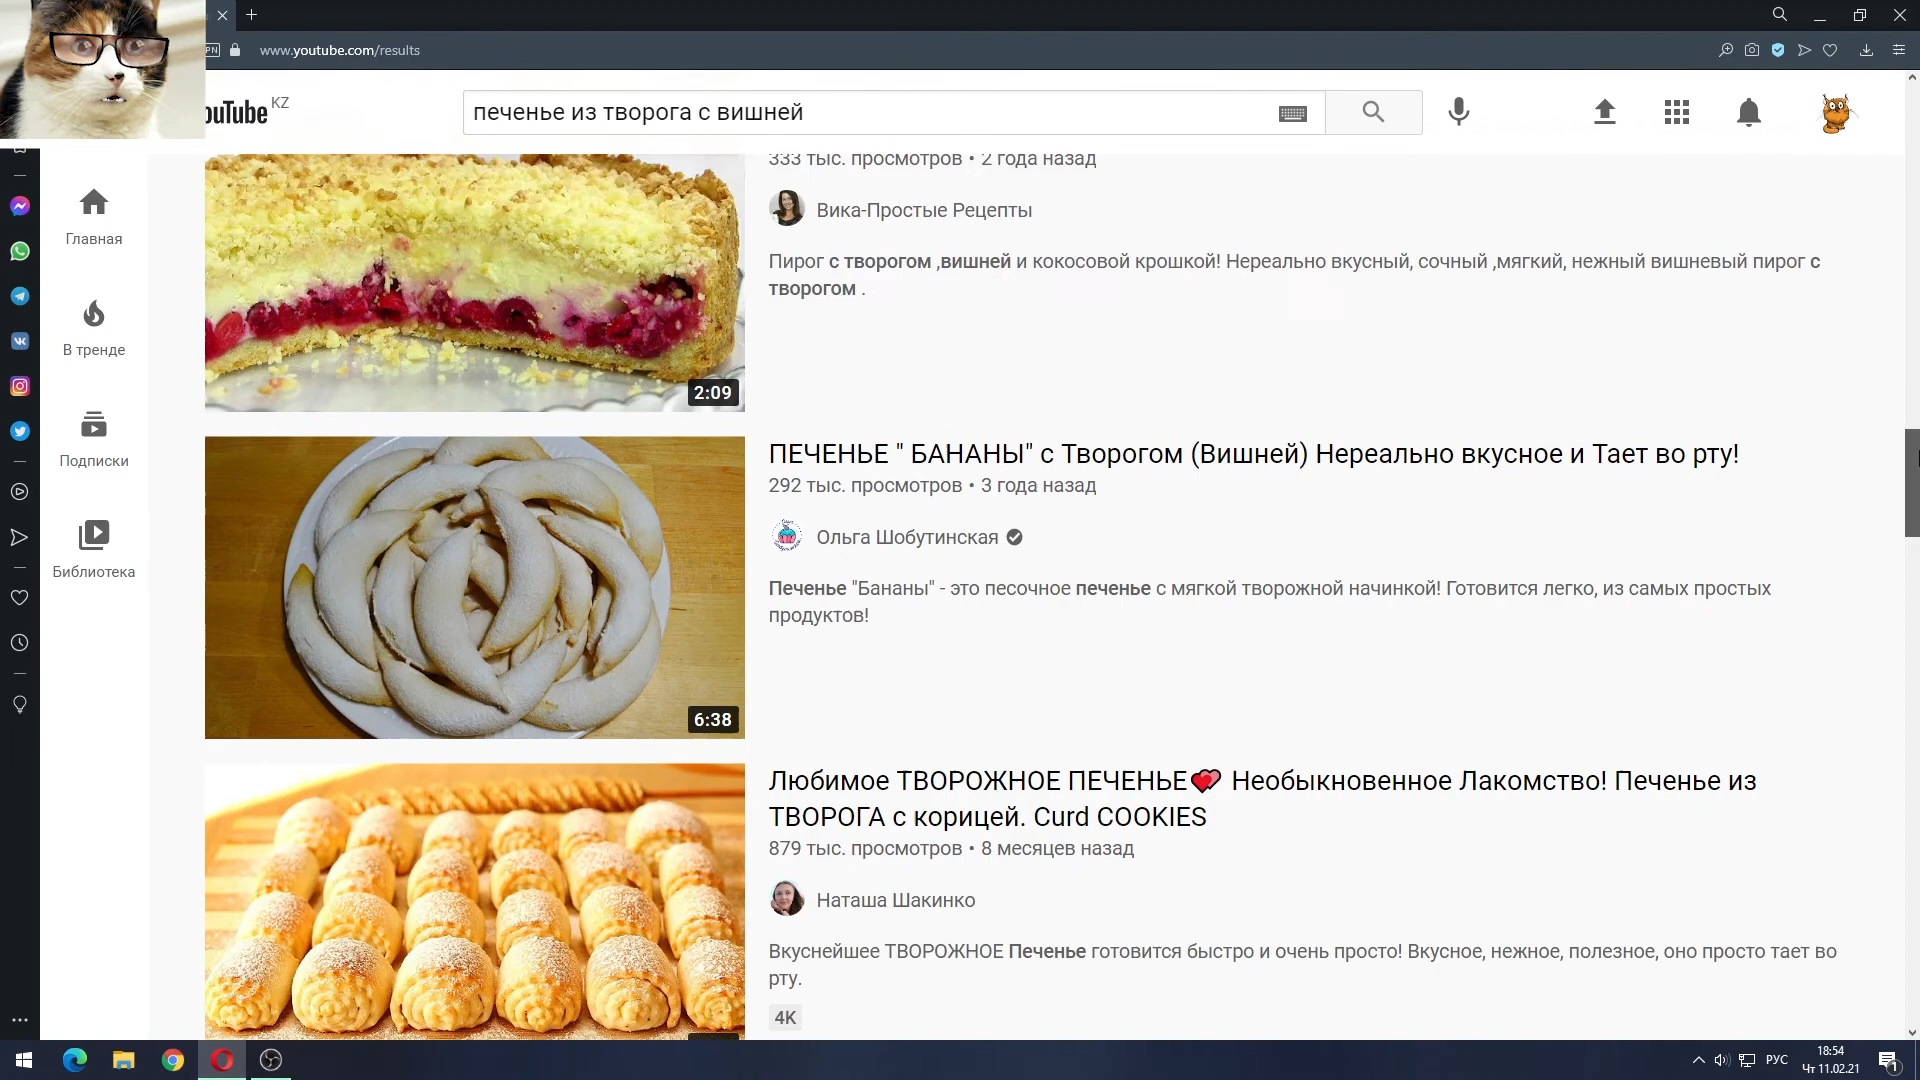 www.youtube.com/results
ouTube KZ
печенье из творога с вишней
333 тыс. просмотров • 2 года назад
Главная
Вика-Простые Рецепты
Пирог с творогом ,вишней и кокосовой крошкой! Нереально вкусный, сочный ,мягкий, нежный вишневый пирог с
творогом .
В тренде
2:09
Подписки
ПЕЧЕНЬЕ " БАНАНЫ" с Творогом (Вишней) Нереально вкусное и Тает во рту!
292 тыс. просмотров • 3 года назад
Ольга Шобутинская
Библиотека
Печенье "Бананы" - это песочное печенье с мягкой творожной начинкой! Готовится легко, из самых простых
продуктов!
6:38
Любимое ТВОРОЖНОЕ ПЕЧЕНЬЕ💕 Необыкновенное Лакомство! Печенье из
ТВОРОГА с корицей. Curd COOKIES
879 тыс. просмотров • 8 месяцев назад
Наташа Шакинко
Вкуснейшее ТВОРОЖНОЕ Печенье готовится быстро и очень просто! Вкусное, нежное, полезное, оно просто тает во
рту.
4K
РУС
18:54
Чт 11.02.21
1